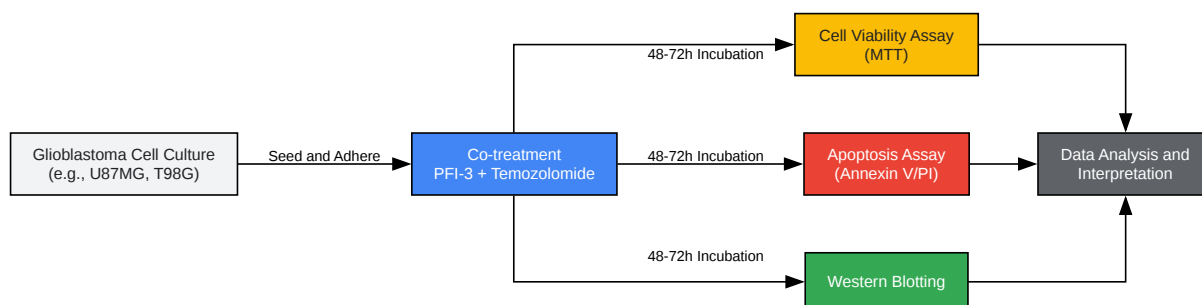 Glioblastoma Cell Culture
(e.g., U87MG, T98G)
Seed and Adhere
Co-treatment
PFI-3 + Temozolomide
48-72h Incubation
Cell Viability Assay
(MTT)
48-72h Incubation
Apoptosis Assay
(Annexin V/PI)
48-72h Incubation
Western Blotting
Data Analysis and
Interpretation